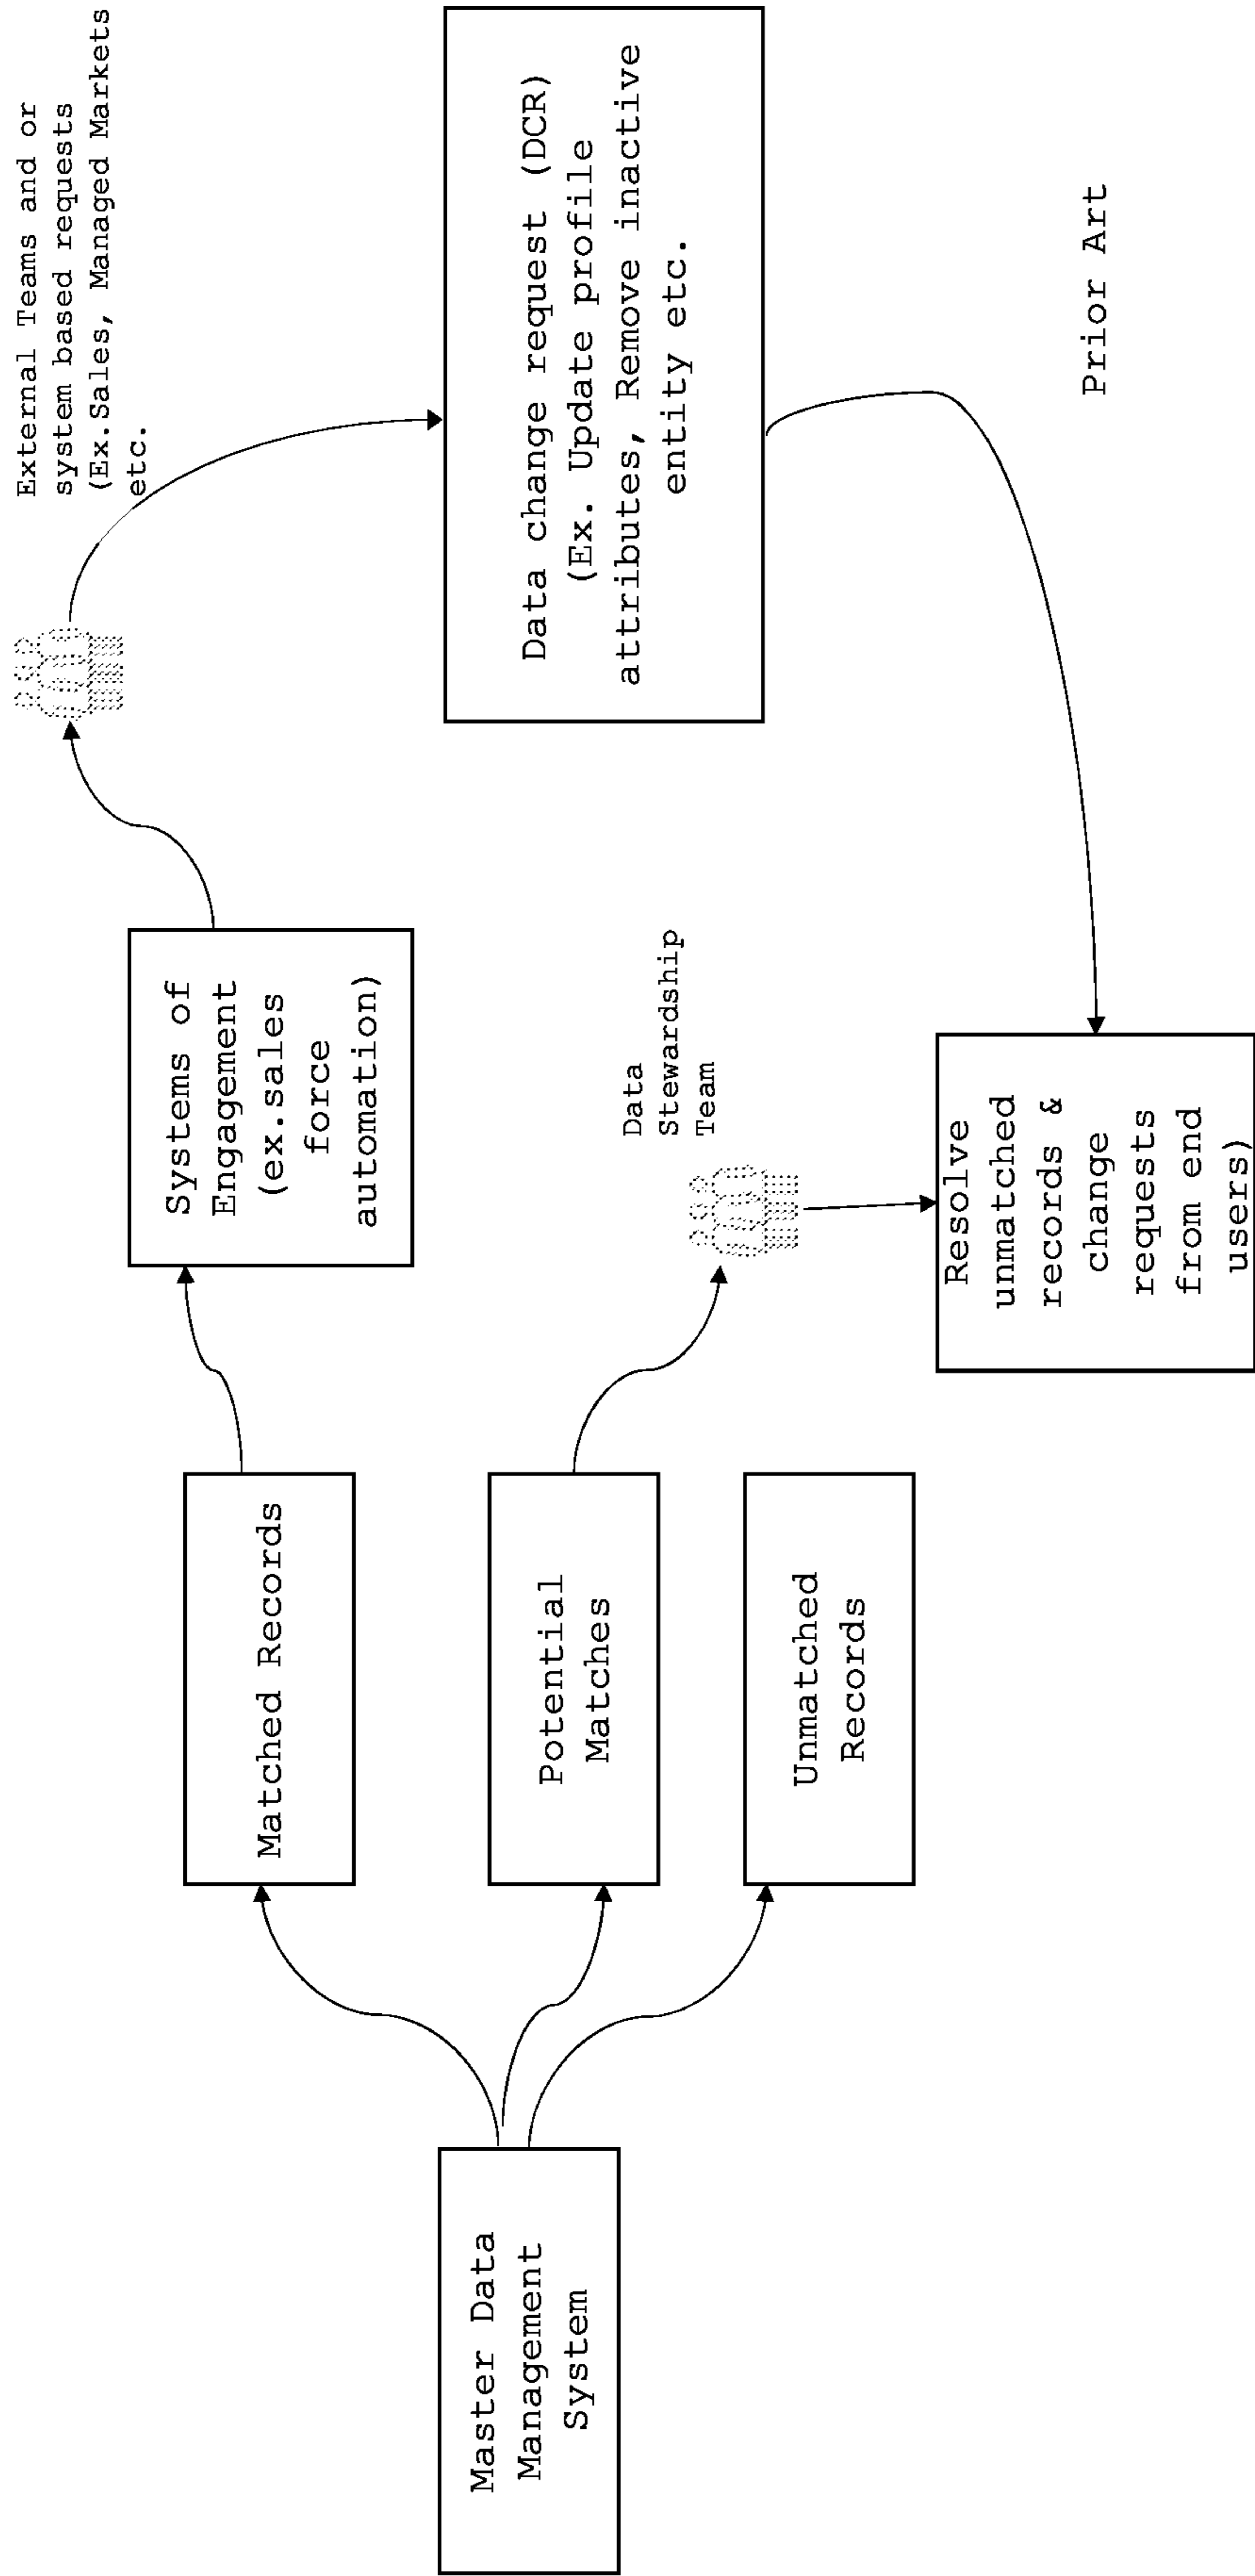 Master Data
Management
System
Matched Records
Potential
Matches
Unmatched
Records
Systems of
Engagement
(ex.sales
force
automation)
External Teams and or
system based requests
(Ex.Sales, Managed Markets
etc.
Data
Stewardship
Team
Data change request (DCR)
(Ex. Update profile
attributes, Remove inactive
entity etc.
Resolve
unmatched
records &
change
requests
from end
users)
Prior Art